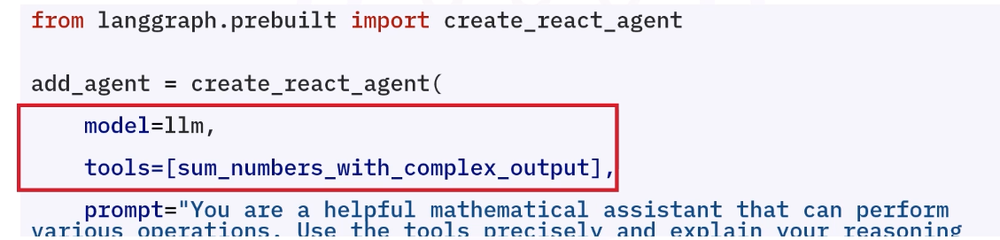 from langgraph.prebuilt import create_react_agent
add_agent = create_react_agent(
    model=llm,
    tools=[sum_numbers_with_complex_output],
    prompt="You are a helpful mathematical assistant that can perform
various operations. Use the tools precisely and explain your reasoning